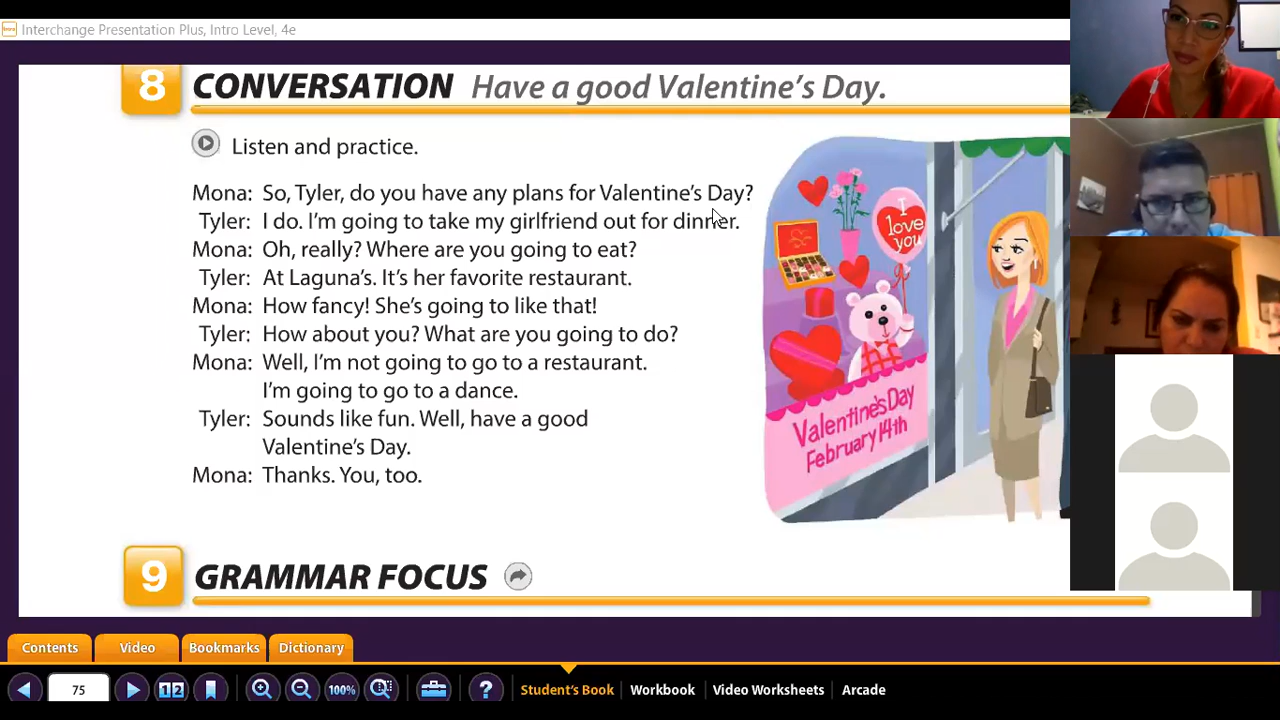 Interchange Presentation Plus, Intro Level, 4e
8 CONVERSATION Have a good Valentine's Day.
Listen and practice.
Mona: So, Tyler, do you have any plans for Valentine's Day?
Tyler: I do. I'm going to take my girlfriend out for dinner.
Mona: Oh, really? Where are you going to eat?
Tyler: At Laguna's. It's her favorite restaurant.
Mona: How fancy! She's going to like that!
Tyler: How about you? What are you going to do?
Mona: Well, I'm not going to go to a restaurant.
I'm going to go to a dance.
Tyler: Sounds like fun. Well, have a good
Valentine's Day.
Mona: Thanks. You, too.
I
love
you
Valentine's Day
February 14th
9 GRAMMAR FOCUS
Contents Video Bookmarks Dictionary
75 12 100% ? Student's Book Workbook Video Worksheets Arcade